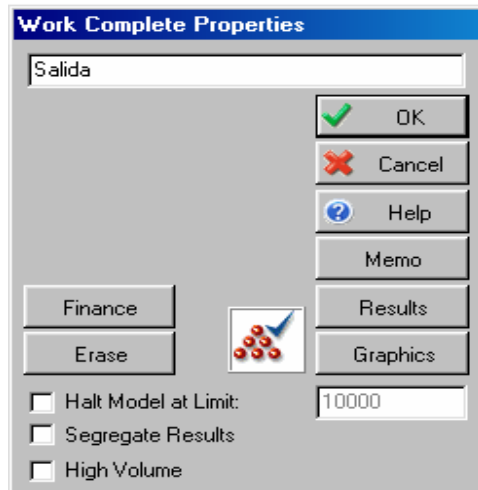 Work Complete Properties
Salida
OK
Cancel
Help
Memo
Finance
Results
Erase
Graphics
Halt Model at Limit:
10000
Segregate Results
High Volume